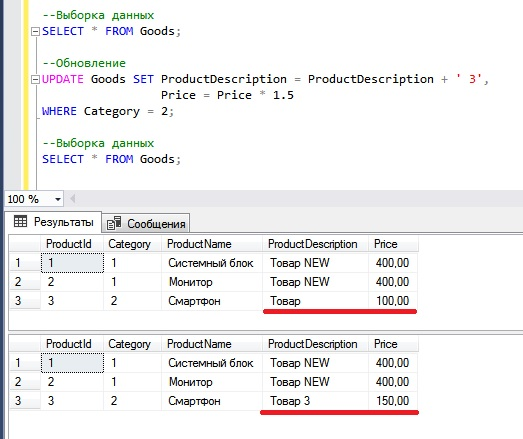 --Выборка данных
SELECT * FROM Goods;
--Обновление
UPDATE Goods SET ProductDescription = ProductDescription + ' 3',
Price = Price * 1.5
WHERE Category = 2;
--Выборка данных
SELECT * FROM Goods;
100 %
Результаты Сообщения
ProductId Category ProductName ProductDescription Price
1 1 1 Системный блок Товар NEW 400,00
2 2 1 Монитор Товар NEW 400,00
3 3 2 Смартфон Товар 100,00
ProductId Category ProductName ProductDescription Price
1 1 1 Системный блок Товар NEW 400,00
2 2 1 Монитор Товар NEW 400,00
3 3 2 Смартфон Товар 3 150,00